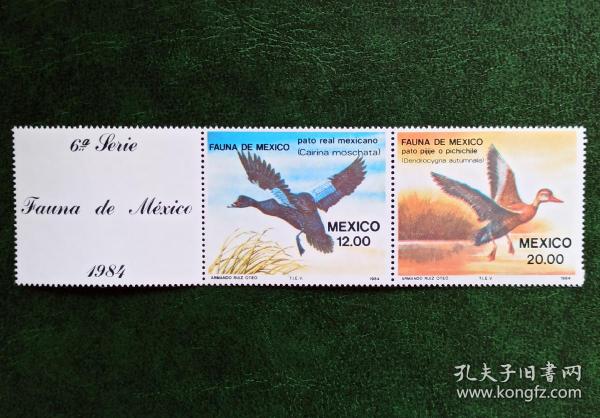 6ª Serie
Fauna de México
1984
FAUNA DE MEXICO
pato real mexicano
(Cairina moschata)
MEXICO
12.00
ARMANDO RUIZ OTEO T.I.E.V. 1984
FAUNA DE MEXICO
pato pijije o pichichile
(Dendrocygna autumnalis)
MEXICO
20.00
ARMANDO RUIZ OTEO T.I.E.V. 1984
孔夫子旧书网
www.kongfz.com